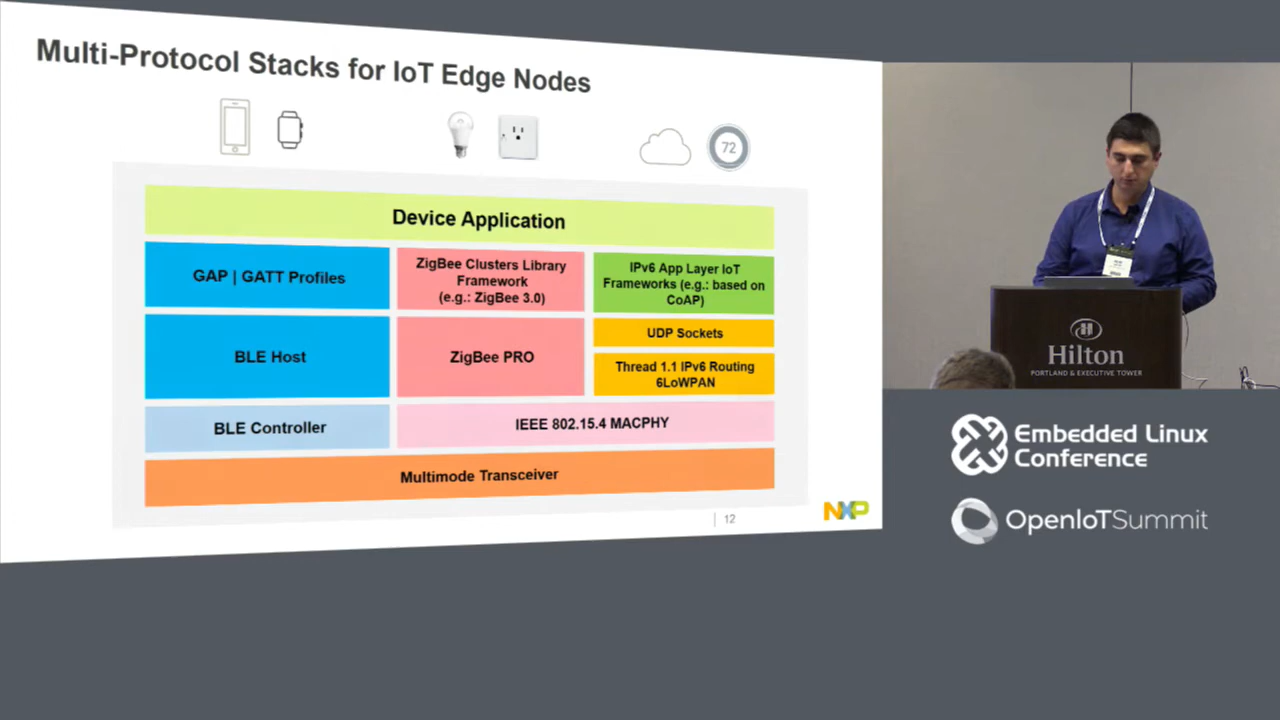 Multi-Protocol Stacks for IoT Edge Nodes
72
Device Application
GAP | GATT Profiles
ZigBee Clusters Library
Framework
(e.g.: ZigBee 3.0)
IPv6 App Layer IoT
Frameworks (e.g.: based on
CoAP)
BLE Host
ZigBee PRO
UDP Sockets
Thread 1.1 IPv6 Routing
6LoWPAN
BLE Controller
IEEE 802.15.4 MACPHY
Multimode Transceiver
12
NXP
Hilton
PORTLAND & EXECUTIVE TOWER
Embedded Linux
Conference
OpenIoTSummit